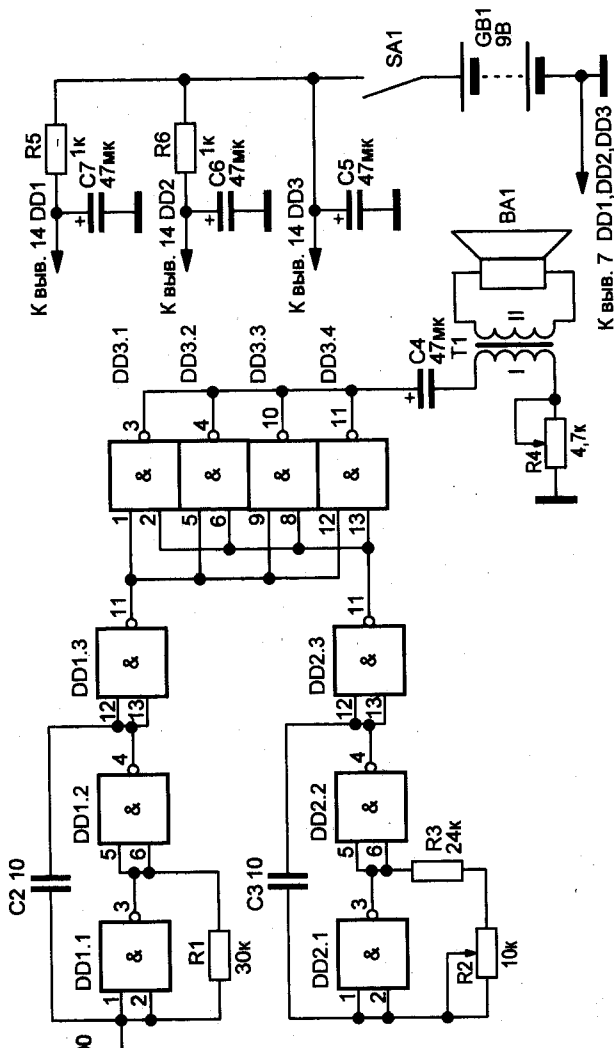 00
C2 10
DD1.1
1
2
&
3
R1
30к
DD1.2
5
6
&
4
DD1.3
12
13
&
11
C3 10
DD2.1
1
2
&
3
R2
10к
R3
24к
DD2.2
5
6
&
4
DD2.3
12
13
&
11
DD3.1
DD3.2
DD3.3
DD3.4
1
2
&
3
5
6
&
4
9
8
&
10
12
13
&
11
C4
47мк
+
T1
I
II
R4
4,7к
BA1
К выв. 14 DD1
R5
1к
+
C7
47мк
К выв. 14 DD2
R6
1к
+
C6
47мк
К выв. 14 DD3
+
C5
47мк
SA1
GB1
9В
К выв. 7 DD1,DD2,DD3